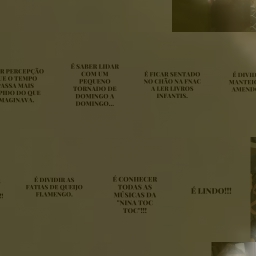 R PERCEPÇÃO
UE O TEMPO
ASSA MAIS
PIDO DO QUE
MAGINAVA.
É SABER LIDAR
COM UM
PEQUENO
TORNADO DE
DOMINGO A
DOMINGO...
É FICAR SENTADO
NO CHÃO NA FNAC
A LER LIVROS
INFANTIS.
É DIVID
MANTEI
AMEND
!!
É DIVIDIR AS
FATIAS DE QUEIJO
FLAMENGO.
É CONHECER
TODAS AS
MÚSICAS DA
"NINA TOC
TOC"!!!
É LINDO!!!